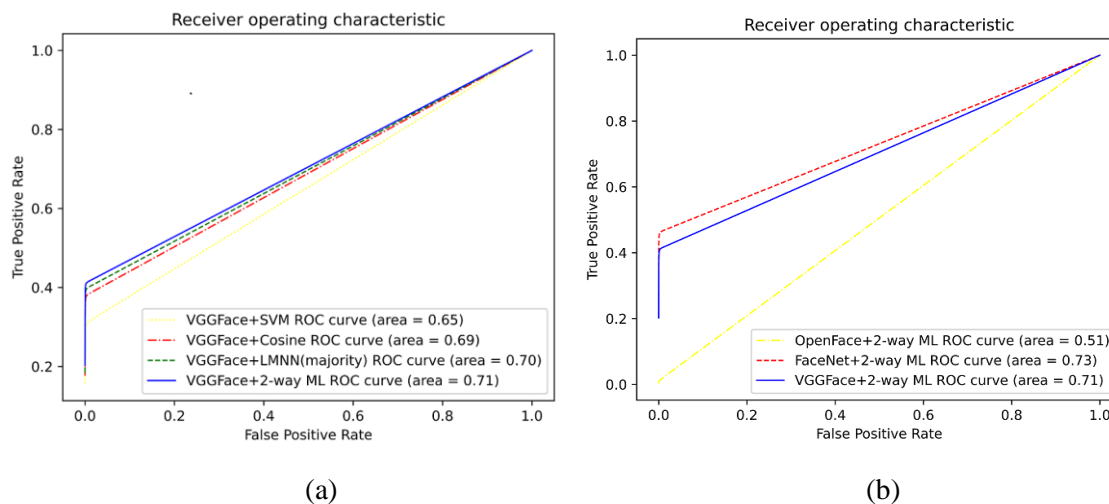 Receiver operating characteristic
1.0
0.8
0.6
0.4
0.2
True Positive Rate
VGGFace+SVM ROC curve (area = 0.65)
VGGFace+Cosine ROC curve (area = 0.69)
VGGFace+LMNN(majority) ROC curve (area = 0.70)
VGGFace+2-way ML ROC curve (area = 0.71)
0.0 0.2 0.4 0.6 0.8 1.0
False Positive Rate
(a)
Receiver operating characteristic
1.0
0.8
0.6
0.4
0.2
0.0
True Positive Rate
OpenFace+2-way ML ROC curve (area = 0.51)
FaceNet+2-way ML ROC curve (area = 0.73)
VGGFace+2-way ML ROC curve (area = 0.71)
0.0 0.2 0.4 0.6 0.8 1.0
False Positive Rate
(b)